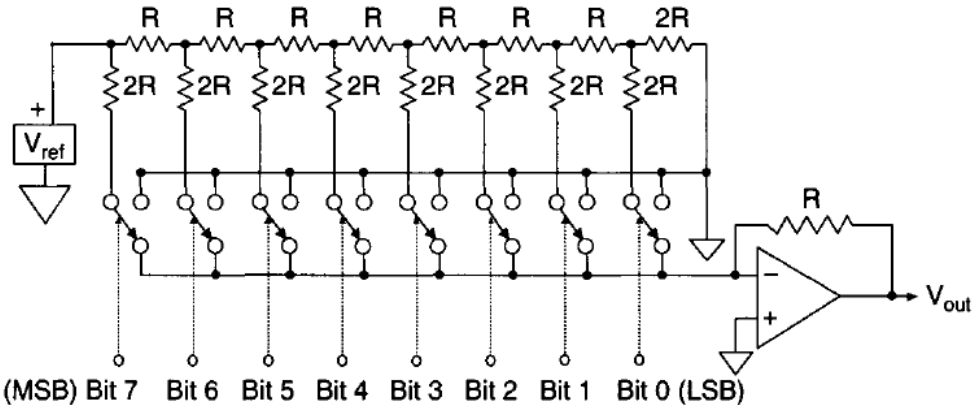 R R R R R R R 2R
2R 2R 2R 2R 2R 2R 2R 2R
+
Vref
R
−
+
Vout
(MSB) Bit 7 Bit 6 Bit 5 Bit 4 Bit 3 Bit 2 Bit 1 Bit 0 (LSB)